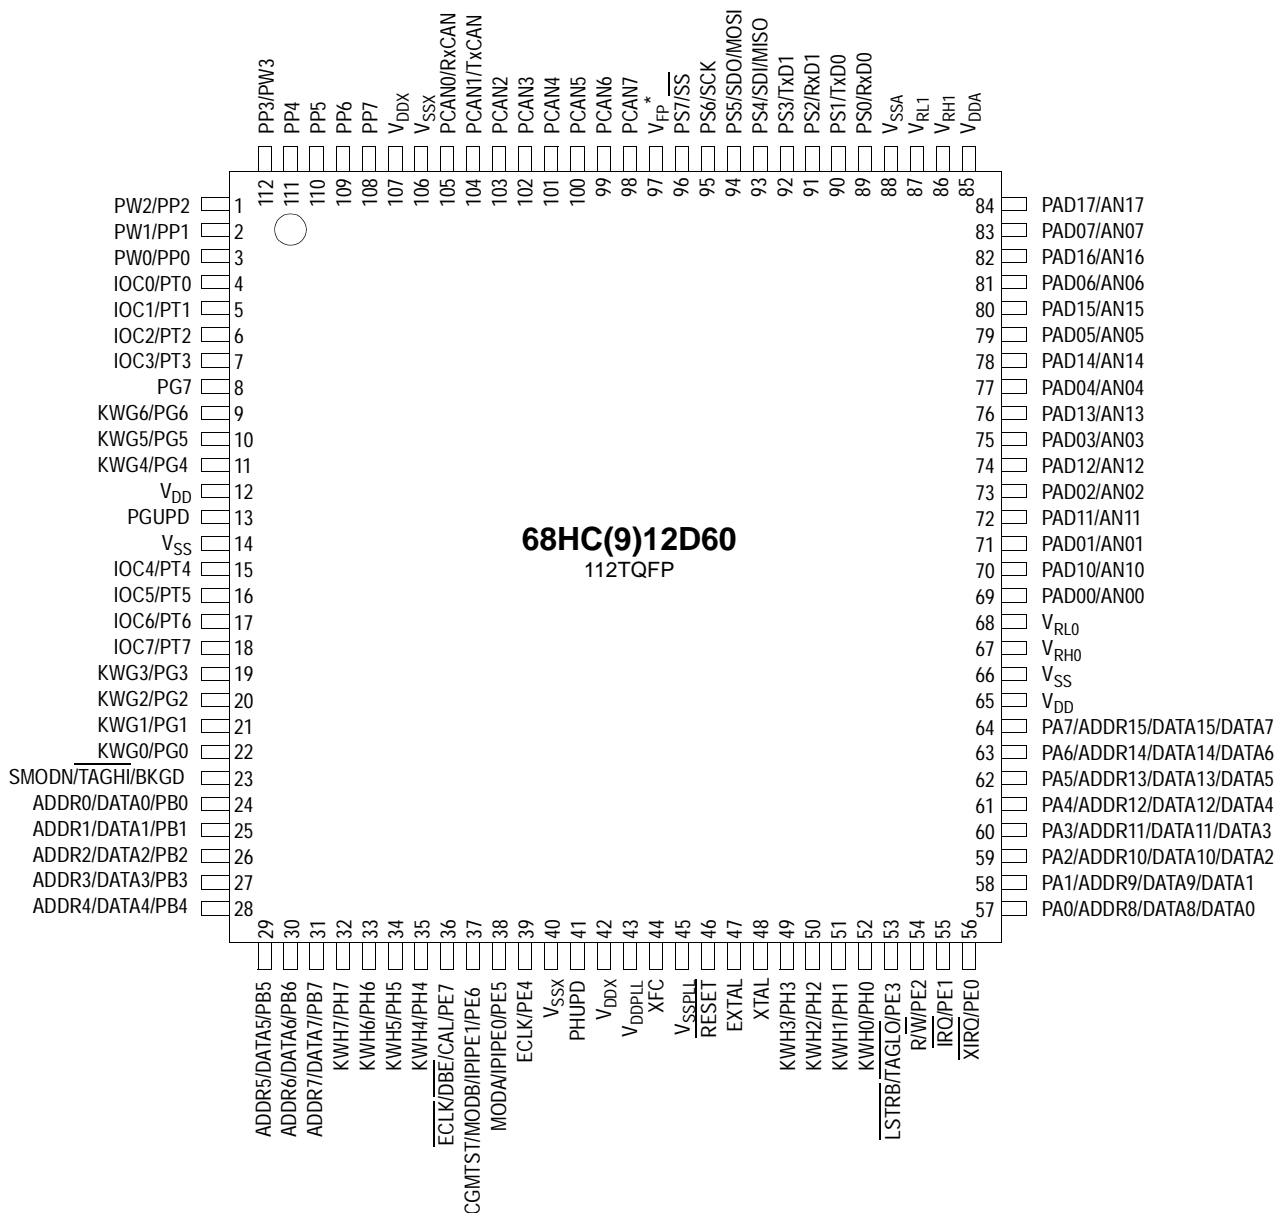 PP3/PW3
PP4
PP5
PP6
PP7
VDDX
VSSX
PCAN0/RxCAN
PCAN1/TxCAN
PCAN2
PCAN3
PCAN4
PCAN5
PCAN6
PCAN7
VFP*
PS7/SS
PS6/SCK
PS5/SDO/MOSI
PS4/SDI/MISO
PS3/TxD1
PS2/RxD1
PS1/TxD0
PS0/RxD0
VSSA
VRL1
VRH1
VDDA
112
111
110
109
108
107
106
105
104
103
102
101
100
99
98
97
96
95
94
93
92
91
90
89
88
87
86
85
PW2/PP2 1
PW1/PP1 2
PW0/PP0 3
IOC0/PT0 4
IOC1/PT1 5
IOC2/PT2 6
IOC3/PT3 7
PG7 8
KWG6/PG6 9
KWG5/PG5 10
KWG4/PG4 11
VDD 12
PGUPD 13
VSS 14
IOC4/PT4 15
IOC5/PT5 16
IOC6/PT6 17
IOC7/PT7 18
KWG3/PG3 19
KWG2/PG2 20
KWG1/PG1 21
KWG0/PG0 22
SMODN/TAGHI/BKGD 23
ADDR0/DATA0/PB0 24
ADDR1/DATA1/PB1 25
ADDR2/DATA2/PB2 26
ADDR3/DATA3/PB3 27
ADDR4/DATA4/PB4 28
68HC(9)12D60
112TQFP
84 PAD17/AN17
83 PAD07/AN07
82 PAD16/AN16
81 PAD06/AN06
80 PAD15/AN15
79 PAD05/AN05
78 PAD14/AN14
77 PAD04/AN04
76 PAD13/AN13
75 PAD03/AN03
74 PAD12/AN12
73 PAD02/AN02
72 PAD11/AN11
71 PAD01/AN01
70 PAD10/AN10
69 PAD00/AN00
68 VRL0
67 VRH0
66 VSS
65 VDD
64 PA7/ADDR15/DATA15/DATA7
63 PA6/ADDR14/DATA14/DATA6
62 PA5/ADDR13/DATA13/DATA5
61 PA4/ADDR12/DATA12/DATA4
60 PA3/ADDR11/DATA11/DATA3
59 PA2/ADDR10/DATA10/DATA2
58 PA1/ADDR9/DATA9/DATA1
57 PA0/ADDR8/DATA8/DATA0
29
30
31
32
33
34
35
36
37
38
39
40
41
42
43
44
45
46
47
48
49
50
51
52
53
54
55
56
ADDR5/DATA5/PB5
ADDR6/DATA6/PB6
ADDR7/DATA7/PB7
KWH7/PH7
KWH6/PH6
KWH5/PH5
KWH4/PH4
ECLK/DBE/CAL/PE7
CGMTST/MODB/IPIPE1/PE6
MODA/IPIPE0/PE5
ECLK/PE4
VSSX
PHUPD
VDDX
VDDPLL
XFC
VSSPLL
RESET
EXTAL
XTAL
KWH3/PH3
KWH2/PH2
KWH1/PH1
KWH0/PH0
LSTRB/TAGLO/PE3
R/W/PE2
IRQ/PE1
XIRQ/PE0